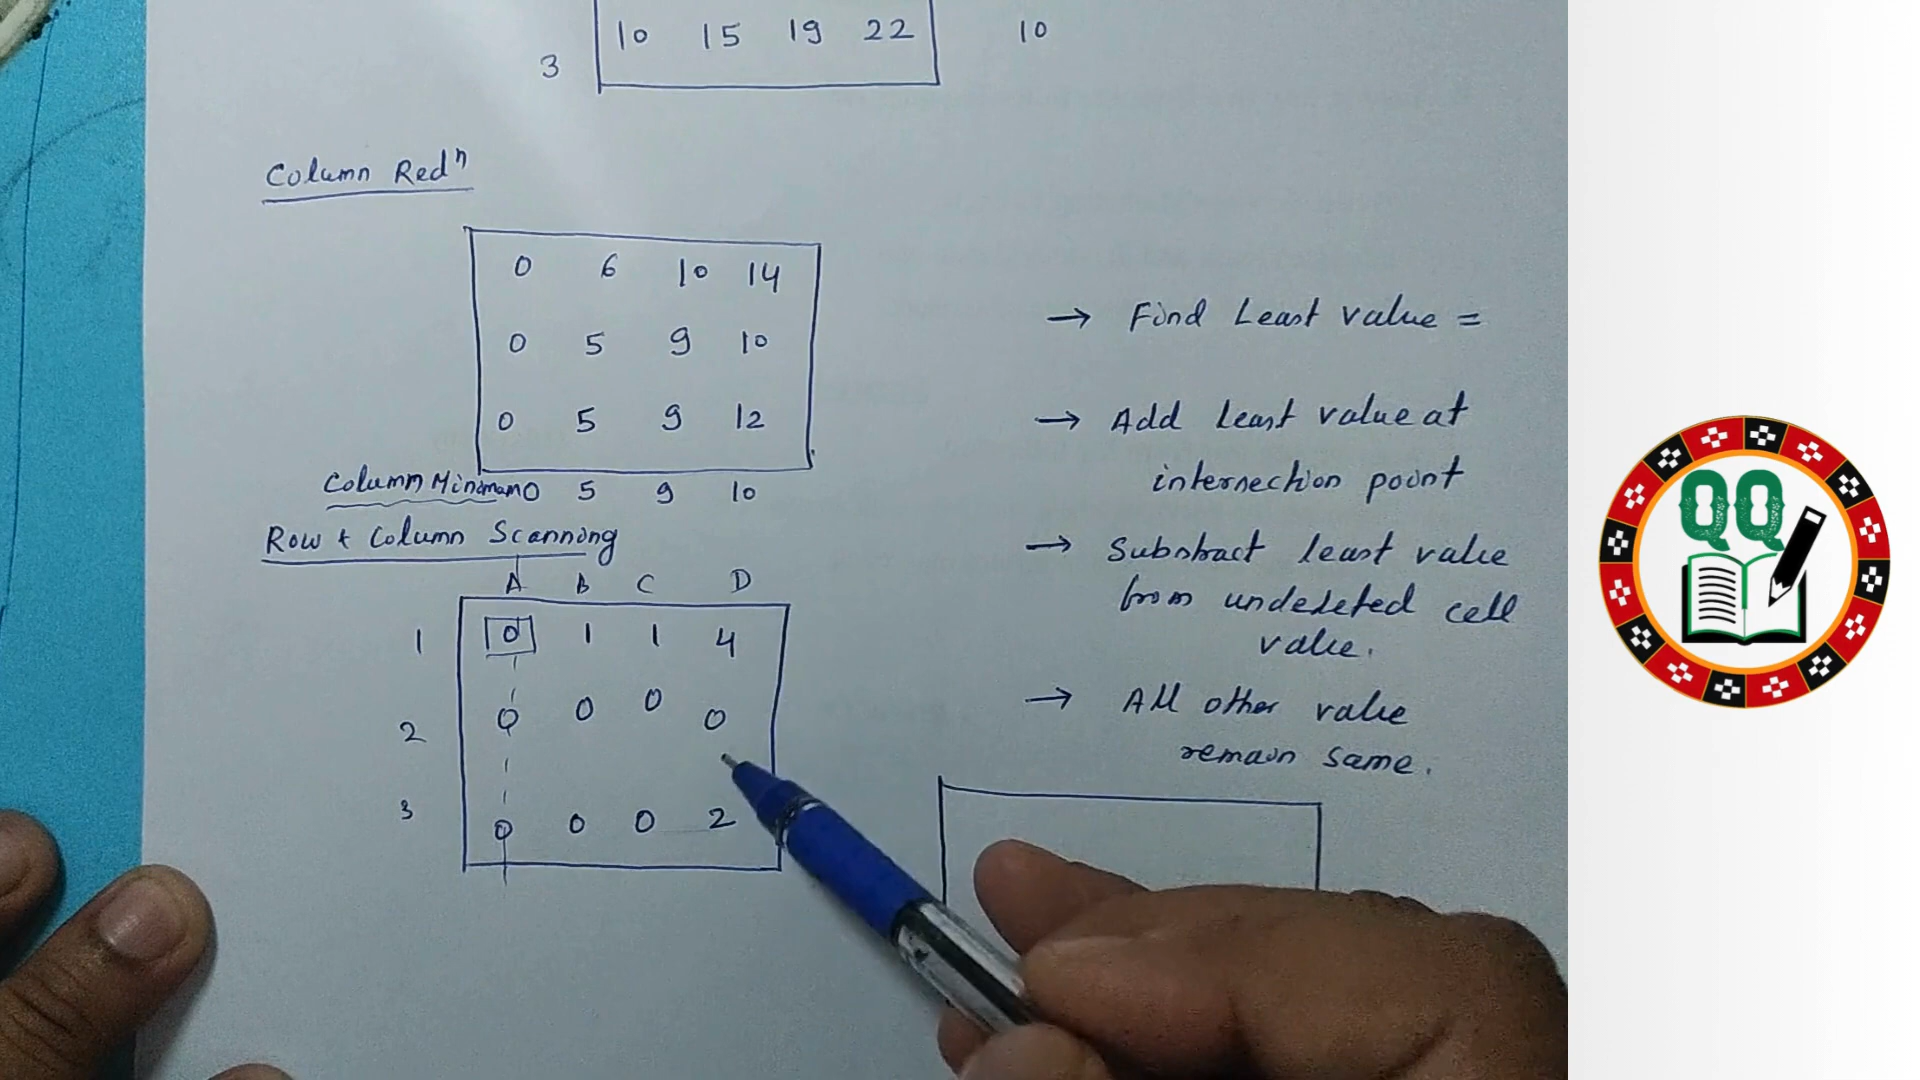 10 15 19 22 10
3
Column Redⁿ
0 6 10 14
0 5 9 10
0 5 9 12
Column Minimam 0 5 9 10
Row & Column Scanning
A B C D
1 0 1 1 4
2 0 0 0 0
3 0 0 0 2
→ Find Least value =
→ Add Least value at
intersection point
→ Substract least value
from undeleted cell
value.
→ All other value
remain same.
QQ